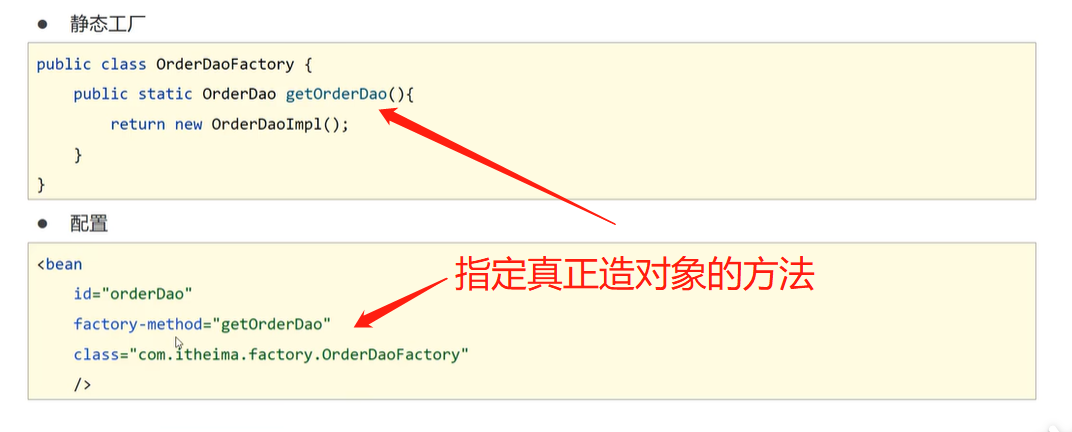 ● 静态工厂
public class OrderDaoFactory {
public static OrderDao getOrderDao(){
return new OrderDaoImpl();
}
}
● 配置
<bean
指定真正造对象的方法
id="orderDao"
factory-method="getOrderDao"
class="com.itheima.factory.OrderDaoFactory"
/>